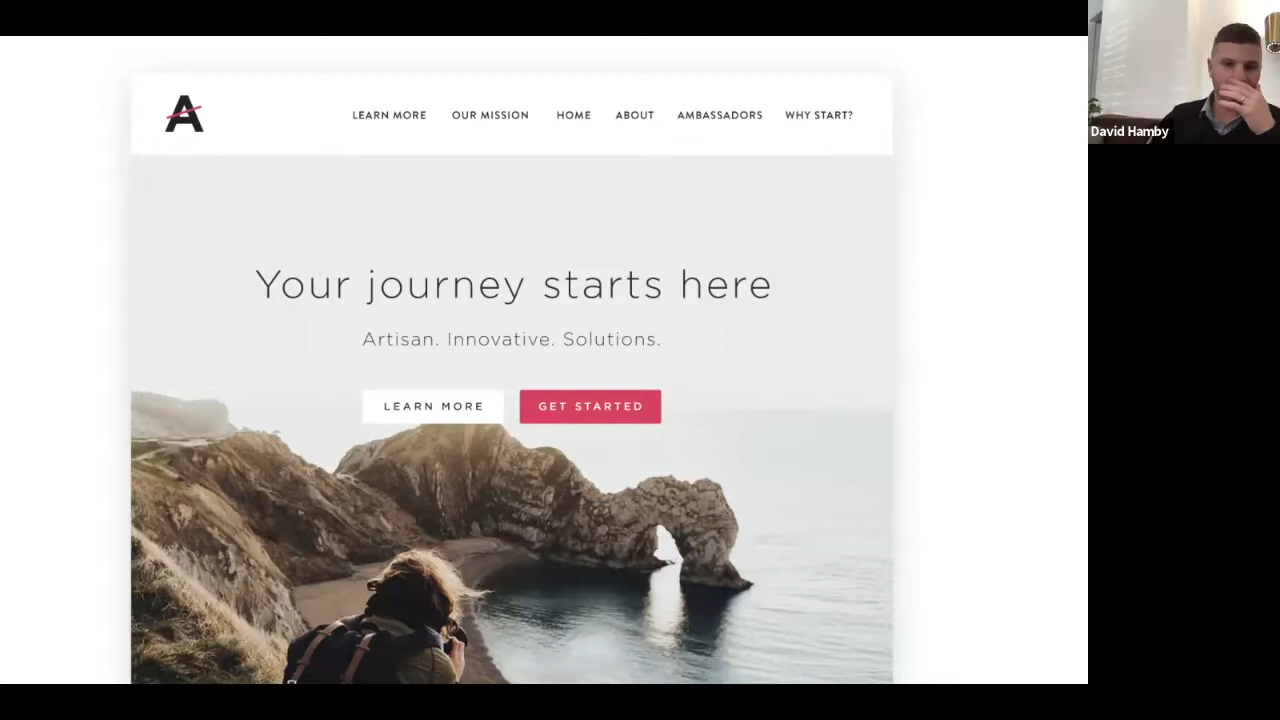 A
LEARN MORE OUR MISSION HOME ABOUT AMBASSADORS WHY START?
Your journey starts here
Artisan. Innovative. Solutions.
LEARN MORE GET STARTED
David Hamby